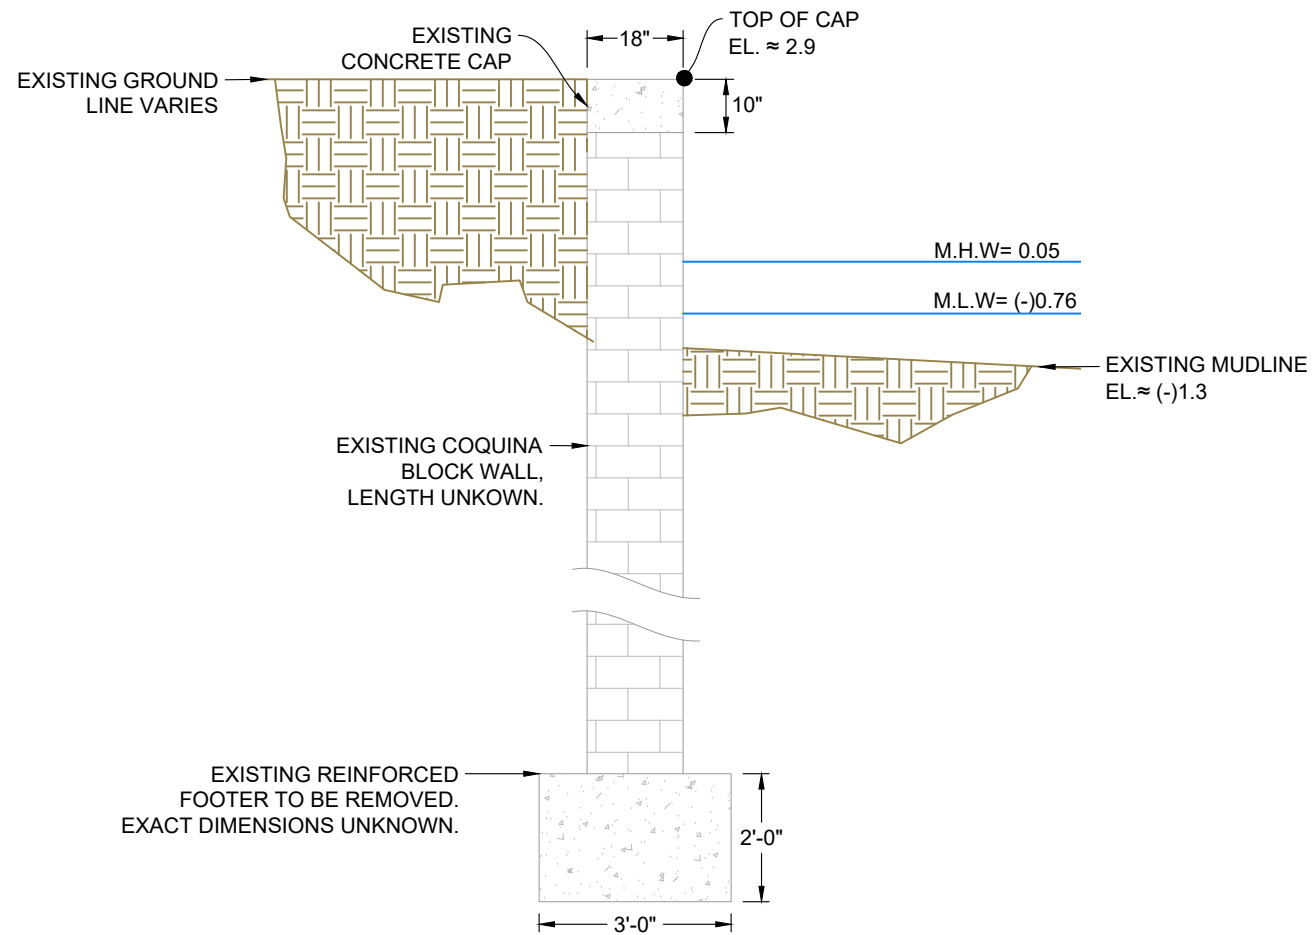 EXISTING
CONCRETE CAP
18"
TOP OF CAP
EL. ≈ 2.9
EXISTING GROUND
LINE VARIES
10"
M.H.W= 0.05
M.L.W= (-)0.76
EXISTING MUDLINE
EL.≈ (-)1.3
EXISTING COQUINA
BLOCK WALL,
LENGTH UNKOWN.
EXISTING REINFORCED
FOOTER TO BE REMOVED.
EXACT DIMENSIONS UNKNOWN.
2'-0"
3'-0"